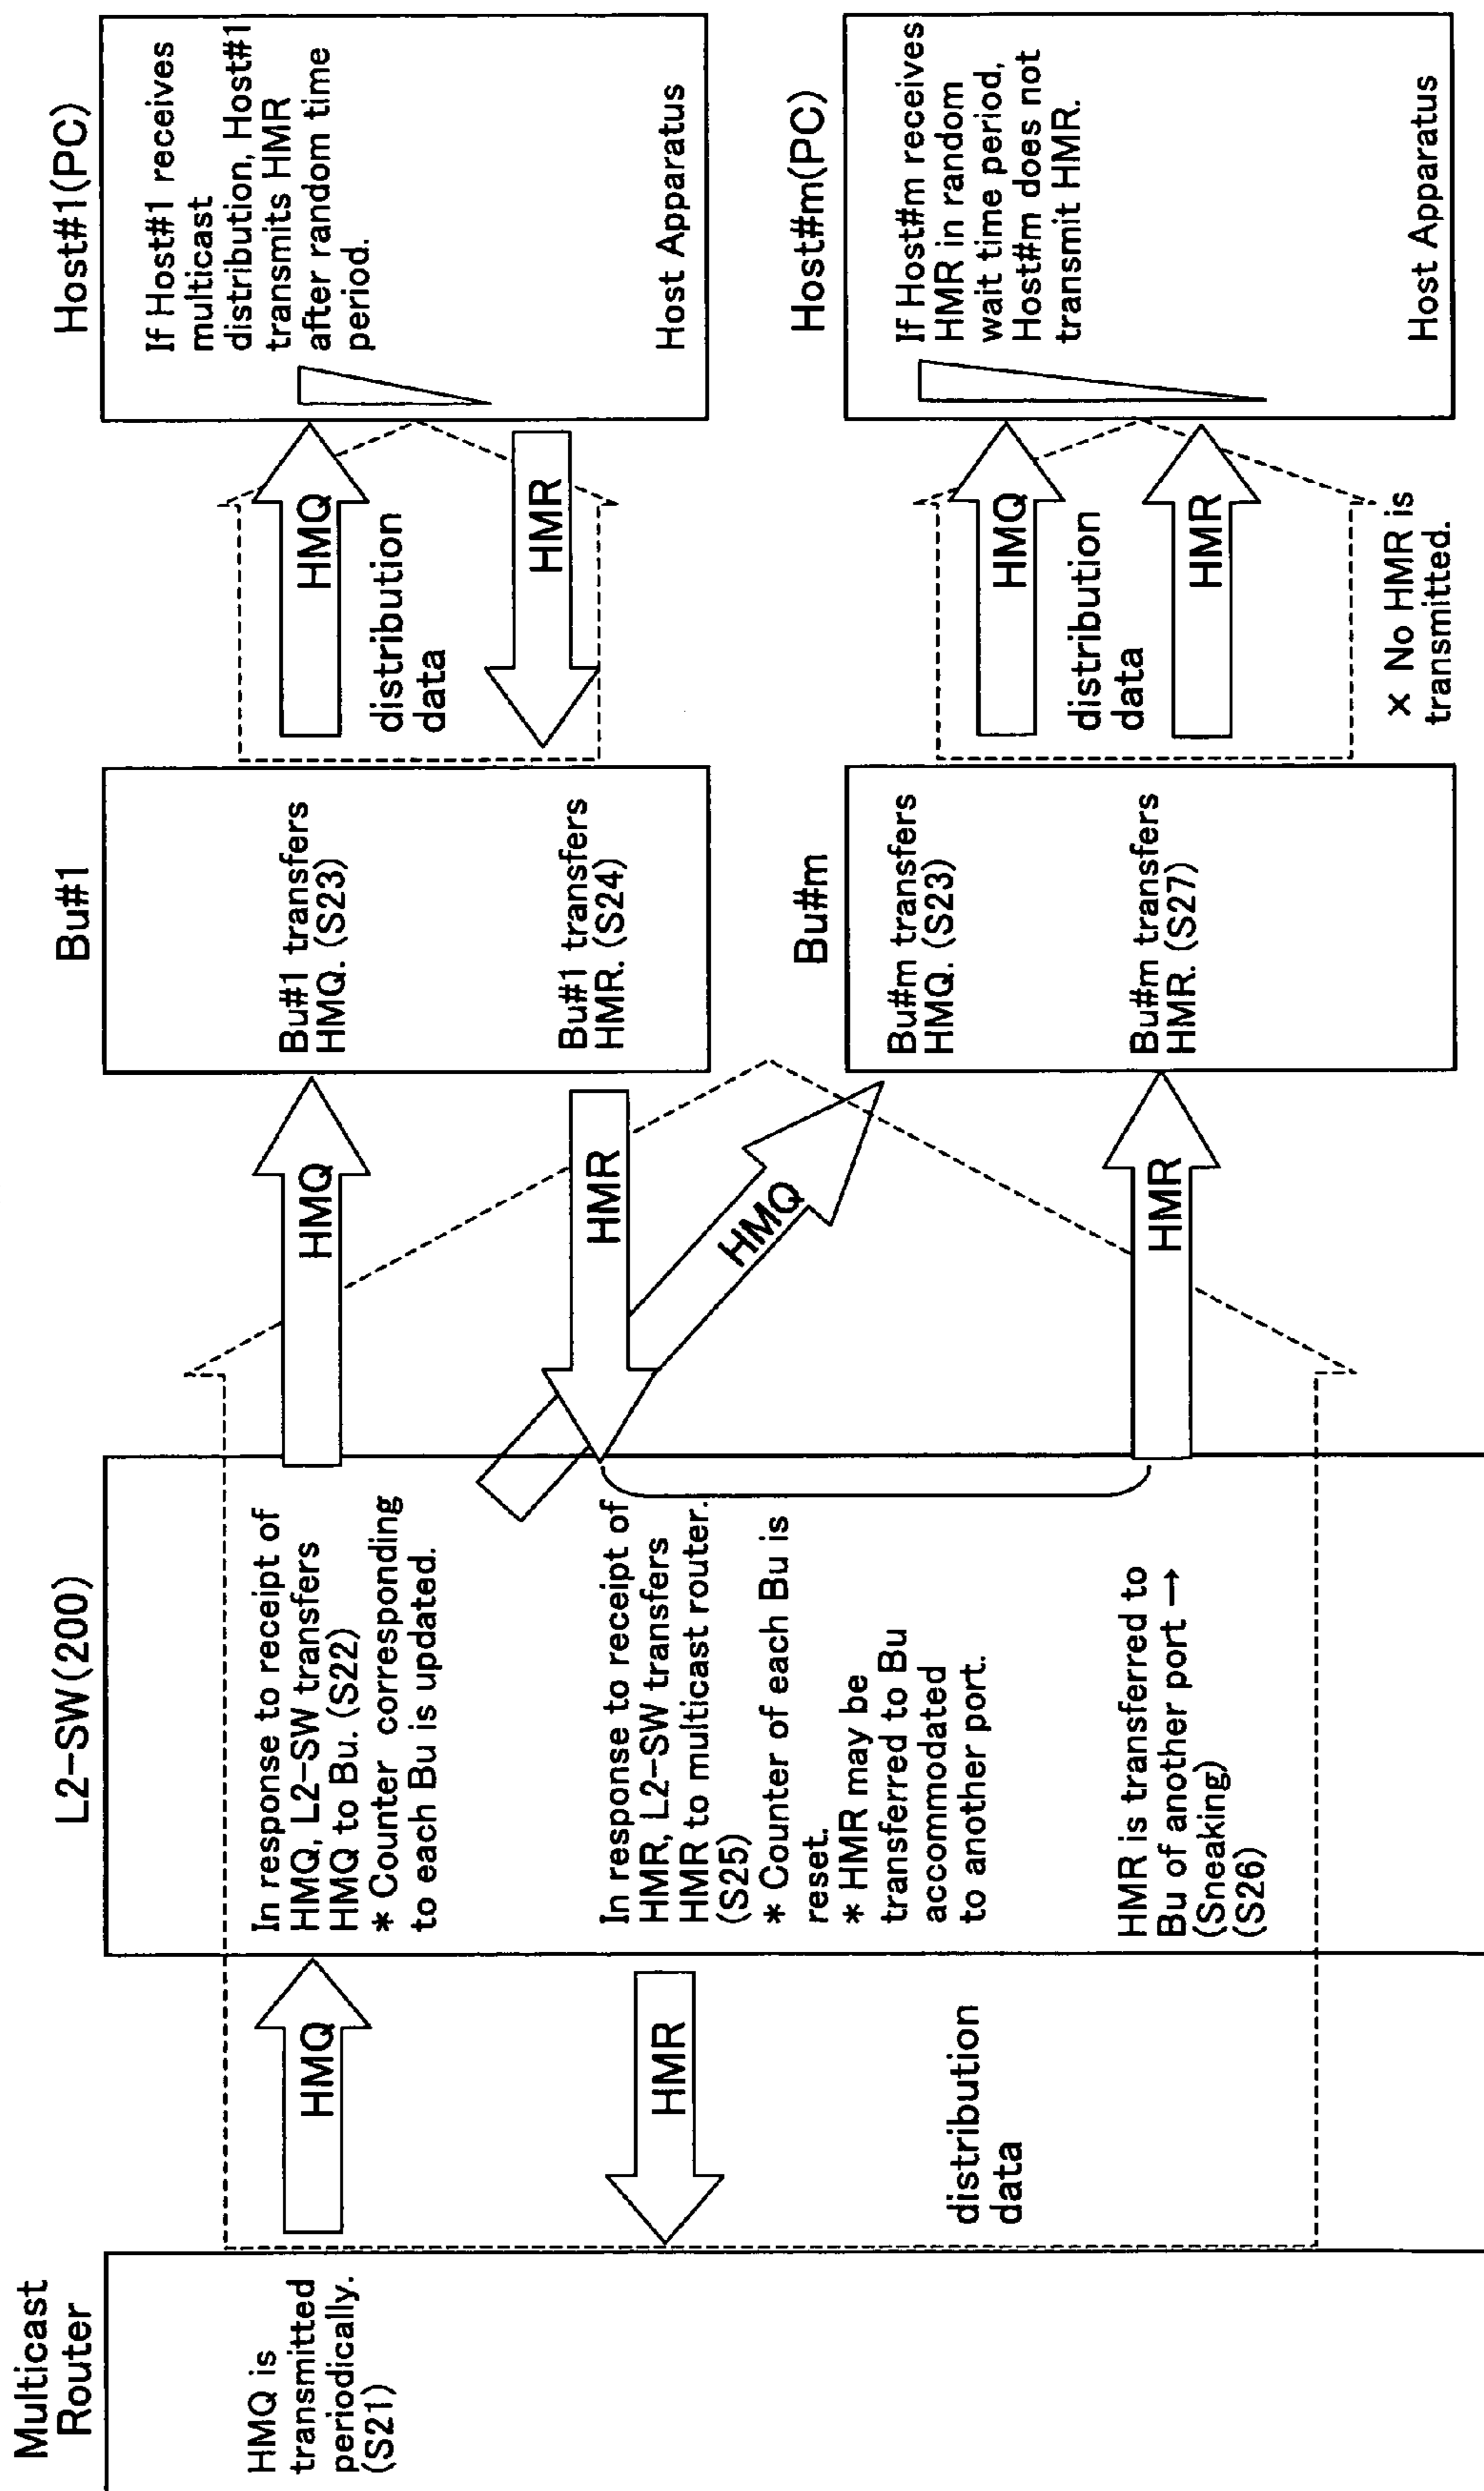 Multicast
Router
HMQ is
transmitted
periodically.
(S21)
HMQ
HMR
distribution
data
L2-SW(200)
In response to receipt of
HMQ, L2-SW transfers
HMQ to Bu. (S22)
* Counter corresponding
to each Bu is updated.
In response to receipt of
HMR, L2-SW transfers
HMR to multicast router.
(S25)
* Counter of each Bu is
reset.
* HMR may be
transferred to Bu
accommodated
to another port.
HMR is transferred to
Bu of another port →
(Sneaking)
(S26)
HMQ
HMR
HMQ
HMR
Bu#1
Bu#1 transfers
HMQ. (S23)
Bu#1 transfers
HMR. (S24)
Bu#m
Bu#m transfers
HMQ. (S23)
Bu#m transfers
HMR. (S27)
HMQ
distribution
data
HMR
HMQ
distribution
data
HMR
× No HMR is
transmitted.
Host#1(PC)
If Host#1 receives
multicast
distribution, Host#1
transmits HMR
after random time
period.
Host Apparatus
Host#m(PC)
If Host#m receives
HMR in random
wait time period,
Host#m does not
transmit HMR.
Host Apparatus